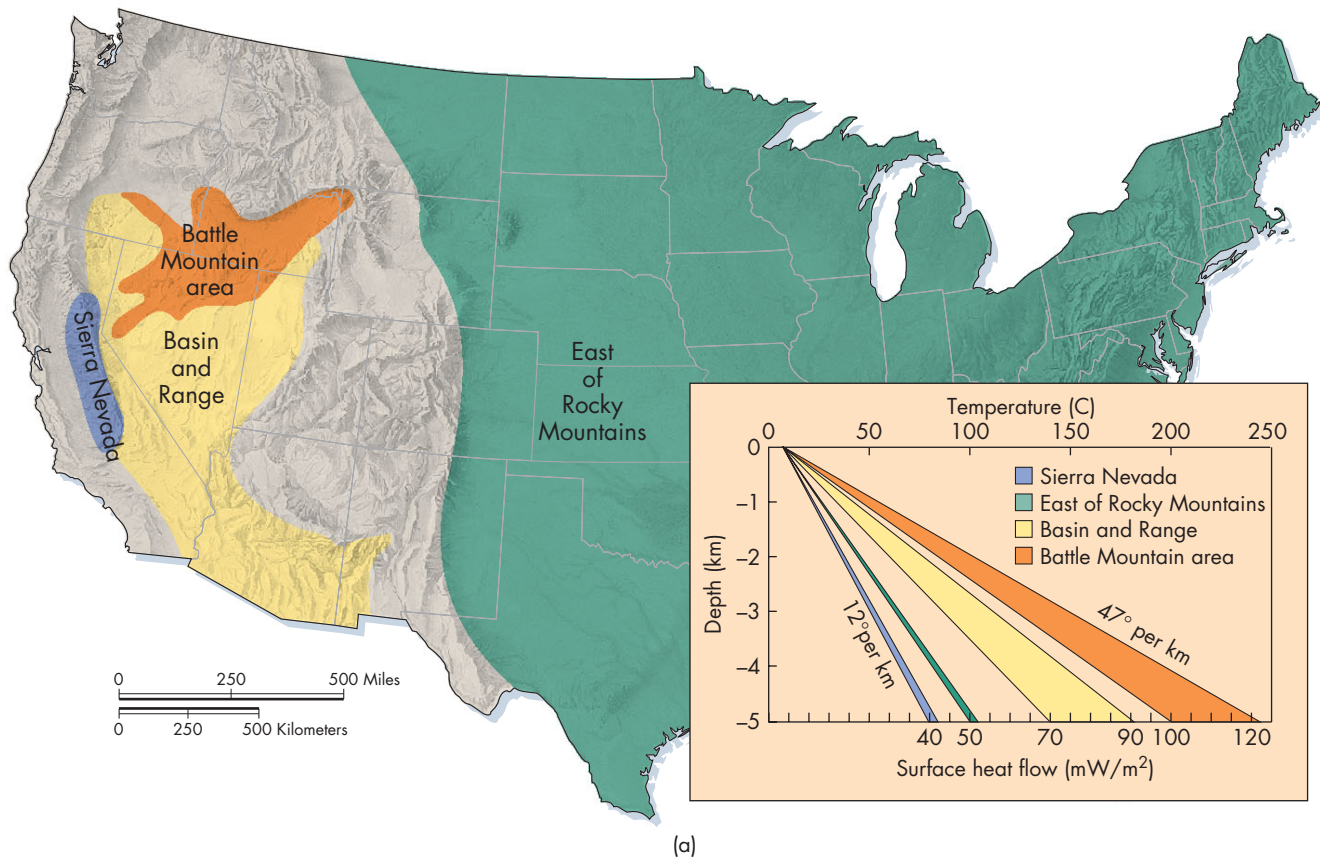 Battle
Mountain
area
Sierra Nevada
Basin
and
Range
East
of
Rocky
Mountains
0 250 500 Miles
0 250 500 Kilometers
Temperature (C)
0 50 100 150 200 250
Depth (km)
0
−1
−2
−3
−4
−5
Sierra Nevada
East of Rocky Mountains
Basin and Range
Battle Mountain area
12° per km
47° per km
40 50 70 90 100 120
Surface heat flow (mW/m²)
(a)